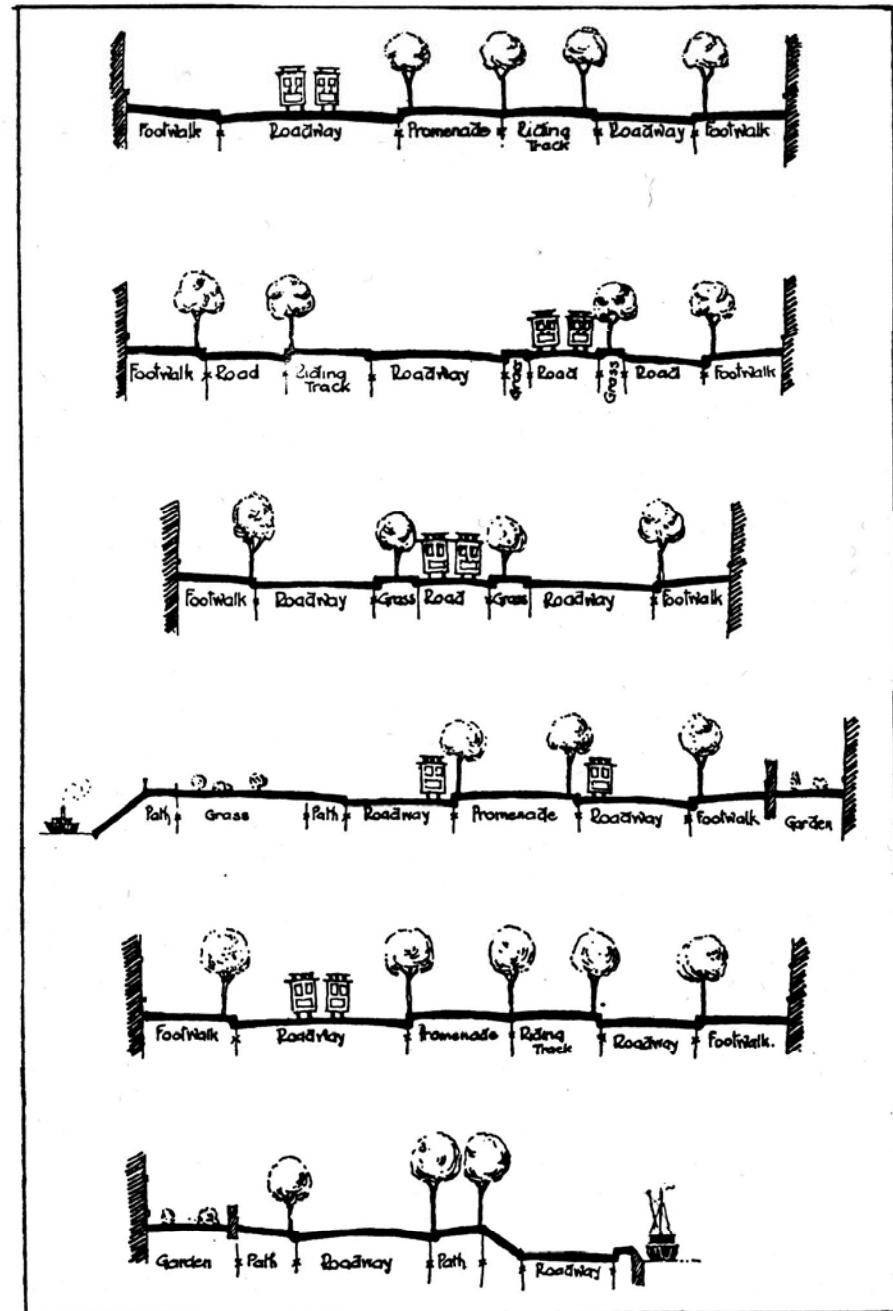 Footwalk Roadway Promenade Riding Track Roadway Footwalk
Footwalk Road Riding Track Roadway Grass Road Grass Road Footwalk
Footwalk Roadway Grass Road Grass Roadway Footwalk
Path Grass Path Roadway Promenade Roadway Footwalk Garden
Footwalk Roadway Promenade Riding Track Roadway Footwalk.
Garden Path Roadway Path Roadway